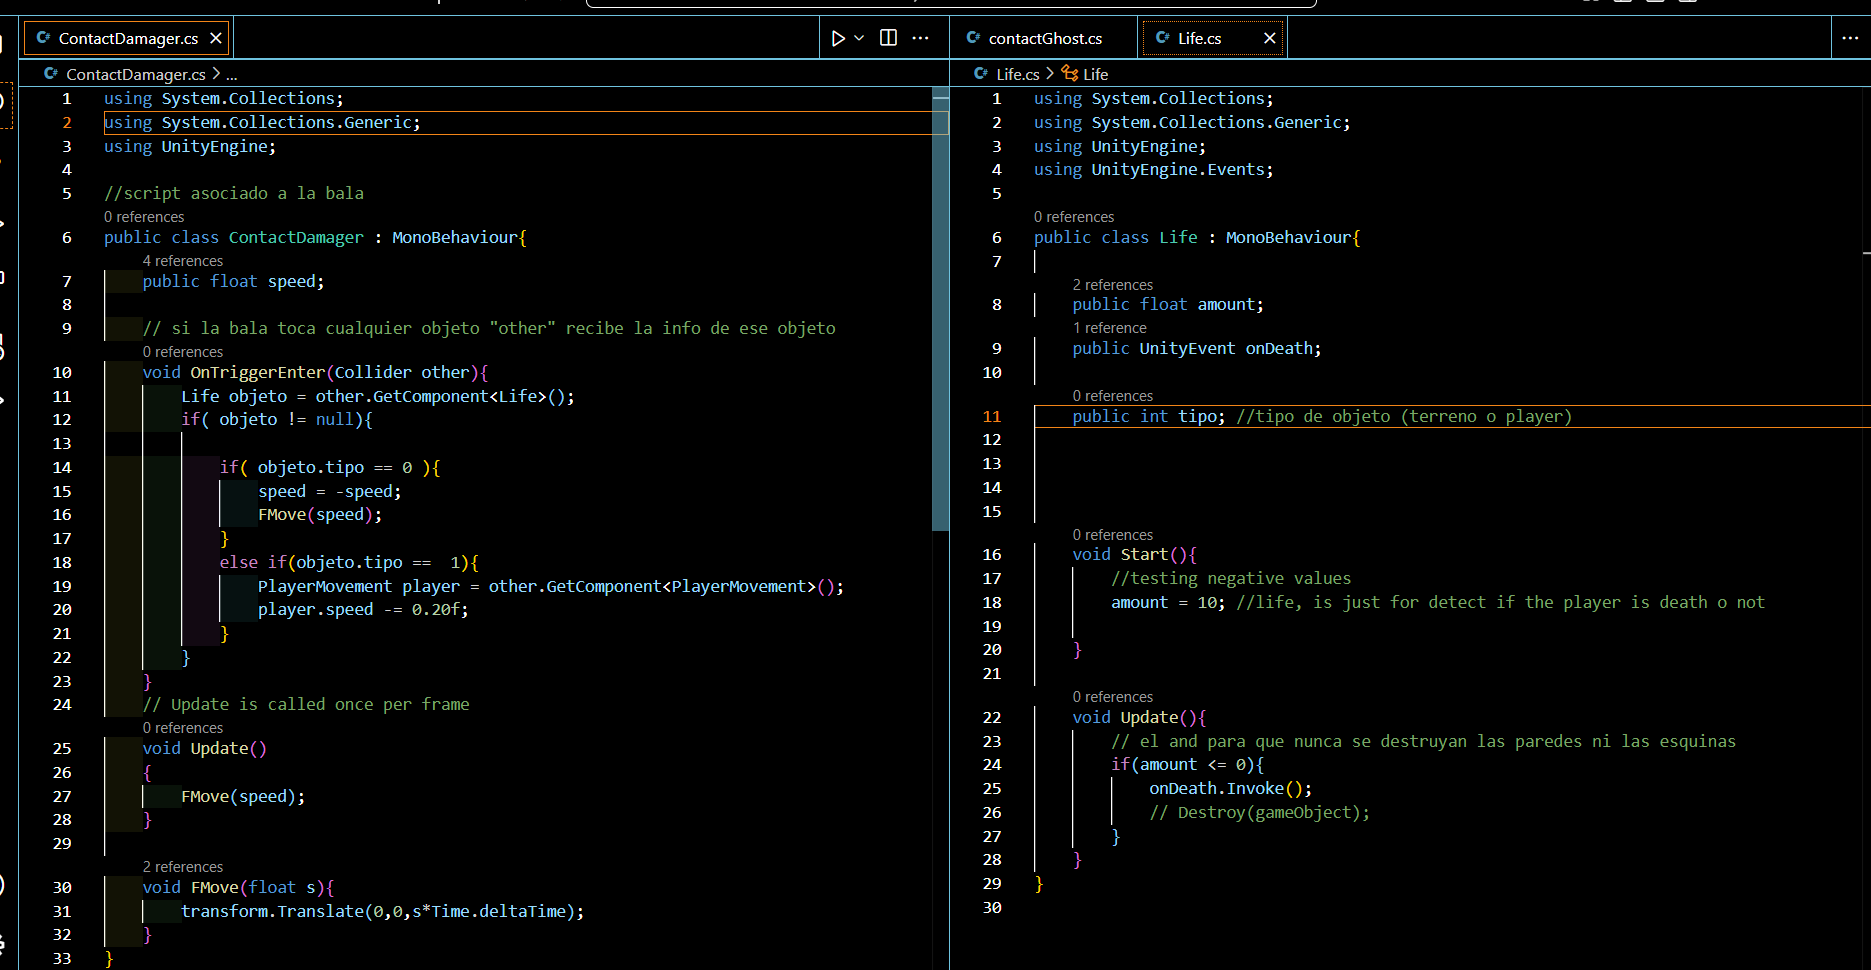 ContactDamager.cs
ContactDamager.cs > ...
1 using System.Collections;
2 using System.Collections.Generic;
3 using UnityEngine;
4
5 //script asociado a la bala
0 references
6 public class ContactDamager : MonoBehaviour{
4 references
7 public float speed;
8
9 // si la bala toca cualquier objeto "other" recibe la info de ese objeto
0 references
10 void OnTriggerEnter(Collider other){
11 Life objeto = other.GetComponent<Life>();
12 if( objeto != null){
13
14 if( objeto.tipo == 0 ){
15 speed = -speed;
16 FMove(speed);
17 }
18 else if(objeto.tipo ==  1){
19 PlayerMovement player = other.GetComponent<PlayerMovement>();
20 player.speed -= 0.20f;
21 }
22 }
23 }
24 // Update is called once per frame
0 references
25 void Update()
26 {
27 FMove(speed);
28 }
29
2 references
30 void FMove(float s){
31 transform.Translate(0,0,s*Time.deltaTime);
32 }
33 }
contactGhost.cs
Life.cs
Life.cs > Life
1 using System.Collections;
2 using System.Collections.Generic;
3 using UnityEngine;
4 using UnityEngine.Events;
5
0 references
6 public class Life : MonoBehaviour{
7
2 references
8 public float amount;
1 reference
9 public UnityEvent onDeath;
10
0 references
11 public int tipo; //tipo de objeto (terreno o player)
12
13
14
15
0 references
16 void Start(){
17 //testing negative values
18 amount = 10; //life, is just for detect if the player is death o not
19
20 }
21
0 references
22 void Update(){
23 // el and para que nunca se destruyan las paredes ni las esquinas
24 if(amount <= 0){
25 onDeath.Invoke();
26 // Destroy(gameObject);
27 }
28 }
29 }
30